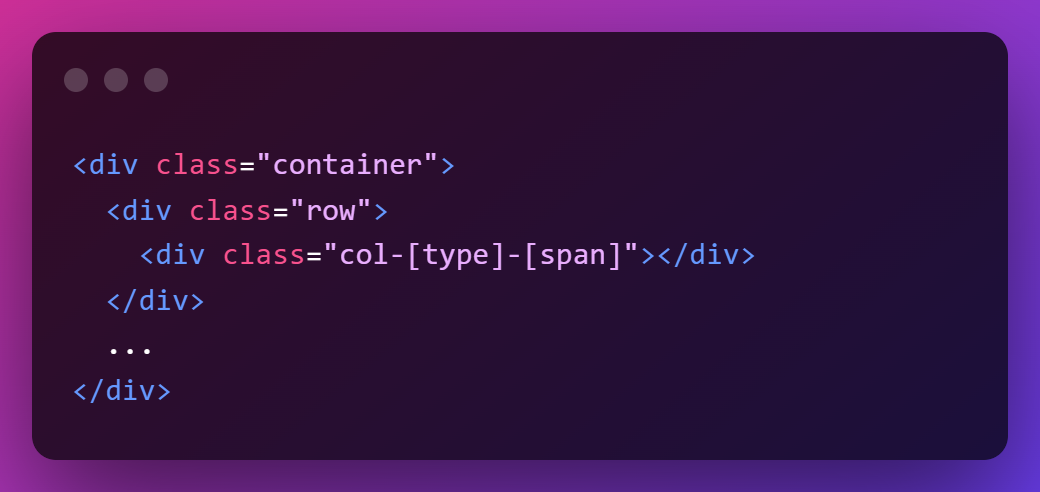 <div class="container">
  <div class="row">
    <div class="col-[type]-[span]"></div>
  </div>
  ...
</div>